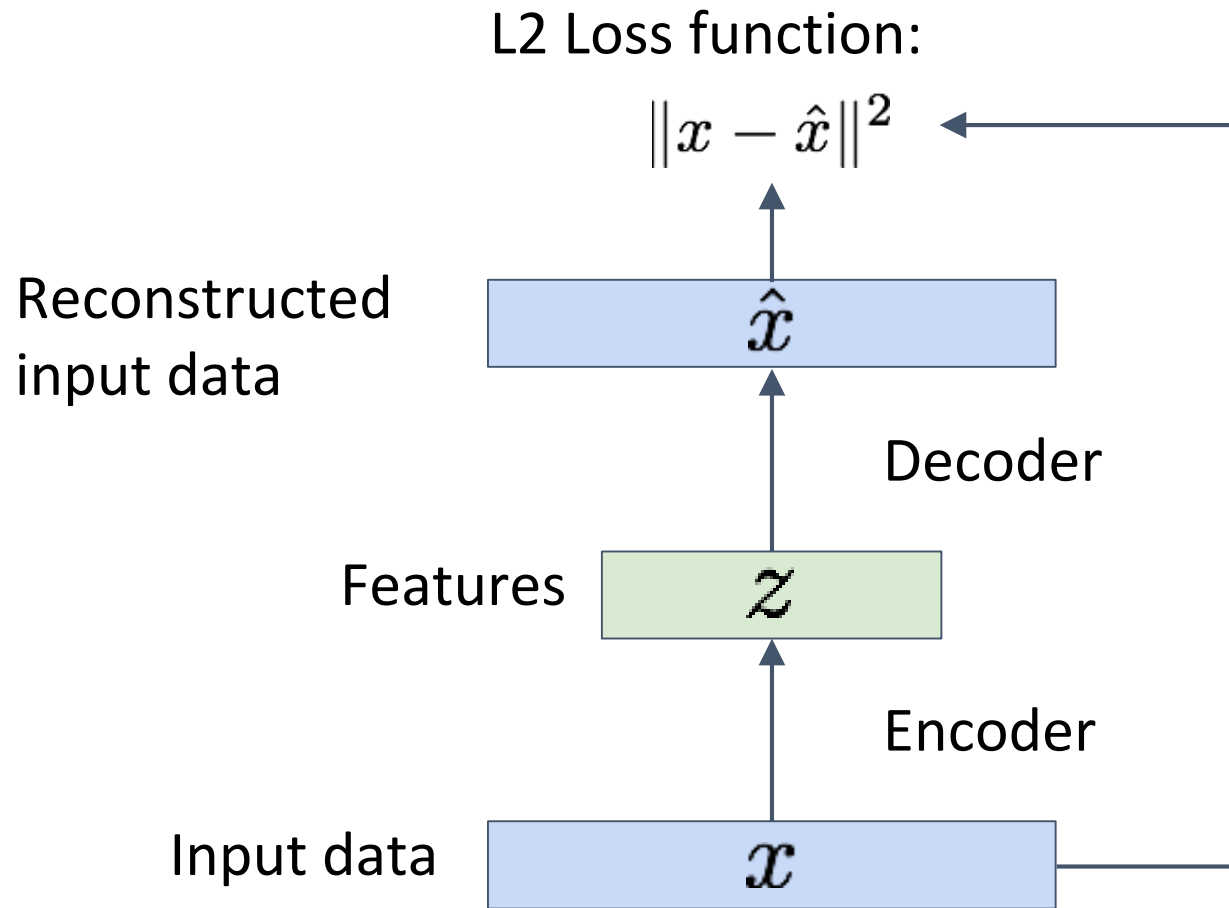 L2 Loss function:
‖x − x̂‖²
Reconstructed
input data
x̂
Decoder
Features
z
Encoder
Input data
x